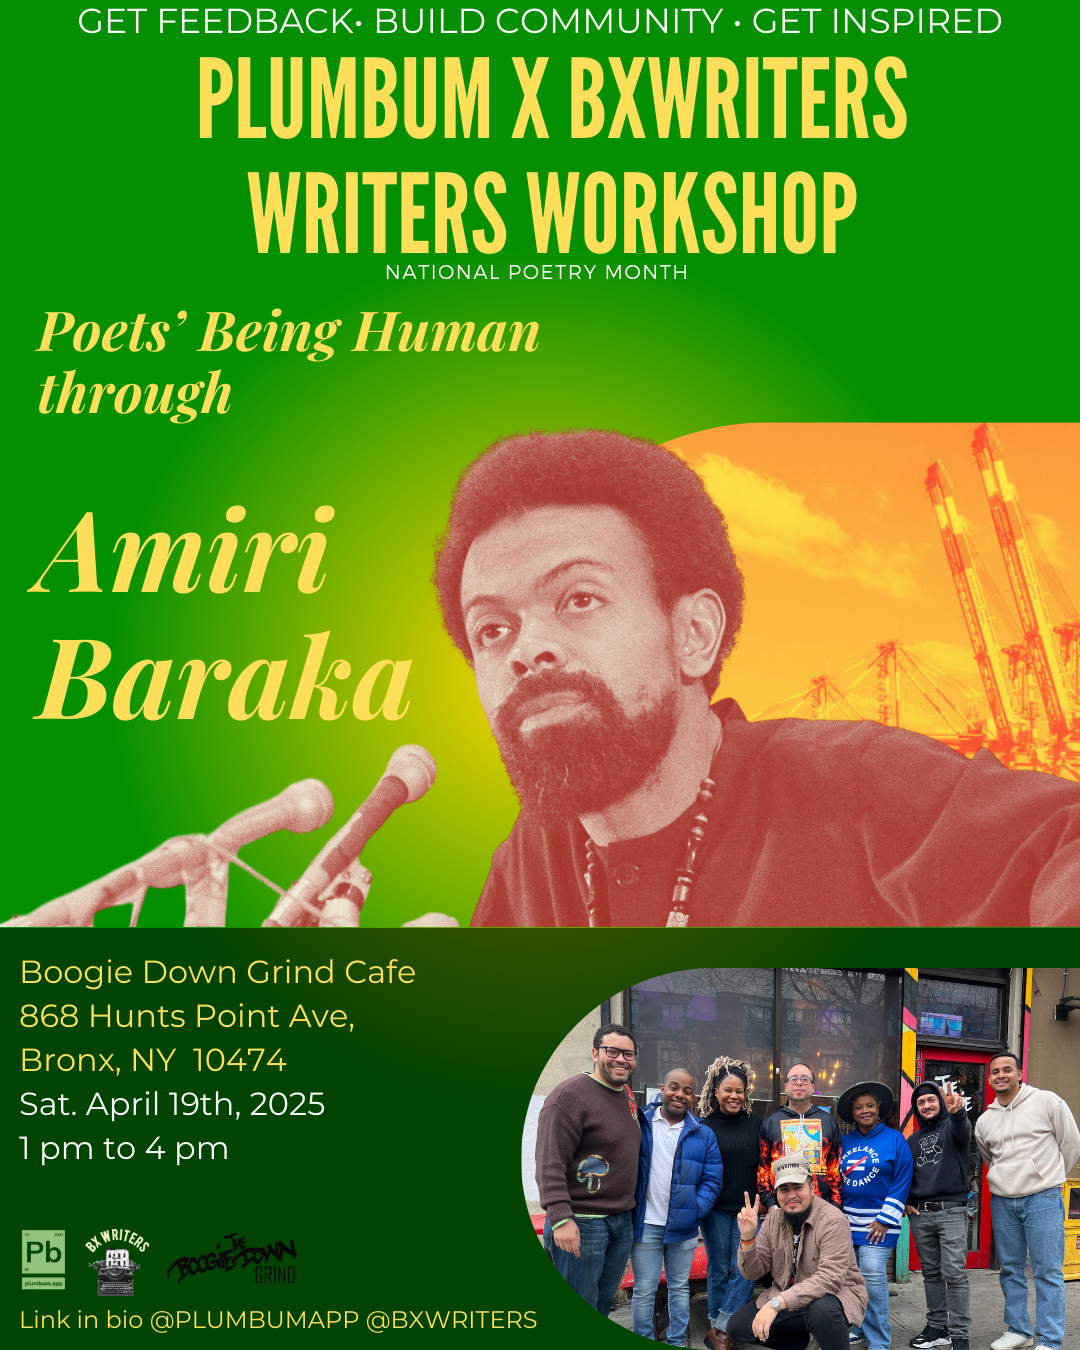 GET FEEDBACK• BUILD COMMUNITY • GET INSPIRED
PLUMBUM X BXWRITERS
WRITERS WORKSHOP
NATIONAL POETRY MONTH
Poets’ Being Human
through
Amiri
Baraka
Boogie Down Grind Cafe
868 Hunts Point Ave,
Bronx, NY 10474
Sat. April 19th, 2025
1 pm to 4 pm
Pb
plumbum.app
BX WRITERS
THE
BOOGIE DOWN
GRIND
Link in bio @PLUMBUMAPP @BXWRITERS